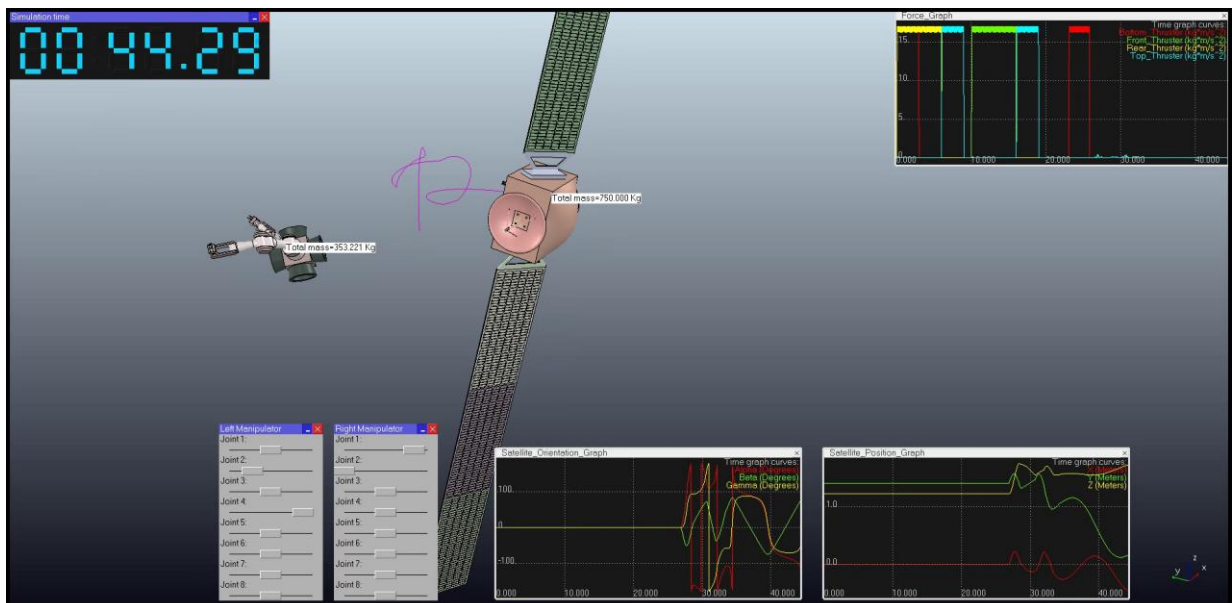 Simulation time
00 44.29
Total mass=750.000 Kg
Total mass=353.221 Kg
Force_Graph
Time graph curves:
Bottom_Thruster (kg*m/s^2)
Front_Thruster (kg*m/s^2)
Rear_Thruster (kg*m/s^2)
Top_Thruster (kg*m/s^2)
15.
10.
5.
0.
0.000 10.000 20.000 30.000 40.000
Left Manipulator
Joint 1:
Joint 2:
Joint 3:
Joint 4:
Joint 5:
Joint 6:
Joint 7:
Joint 8:
Right Manipulator
Joint 1:
Joint 2:
Joint 3:
Joint 4:
Joint 5:
Joint 6:
Joint 7:
Joint 8:
Satellite_Orientation_Graph
Time graph curves:
Alpha (Degrees)
Beta (Degrees)
Gamma (Degrees)
100.
0
-100.
0.000 10.000 20.000 30.000 40.000
Satellite_Position_Graph
Time graph curves:
X (Meters)
Y (Meters)
Z (Meters)
1.0
0.0
0.000 10.000 20.000 30.000 40.000
z
y x